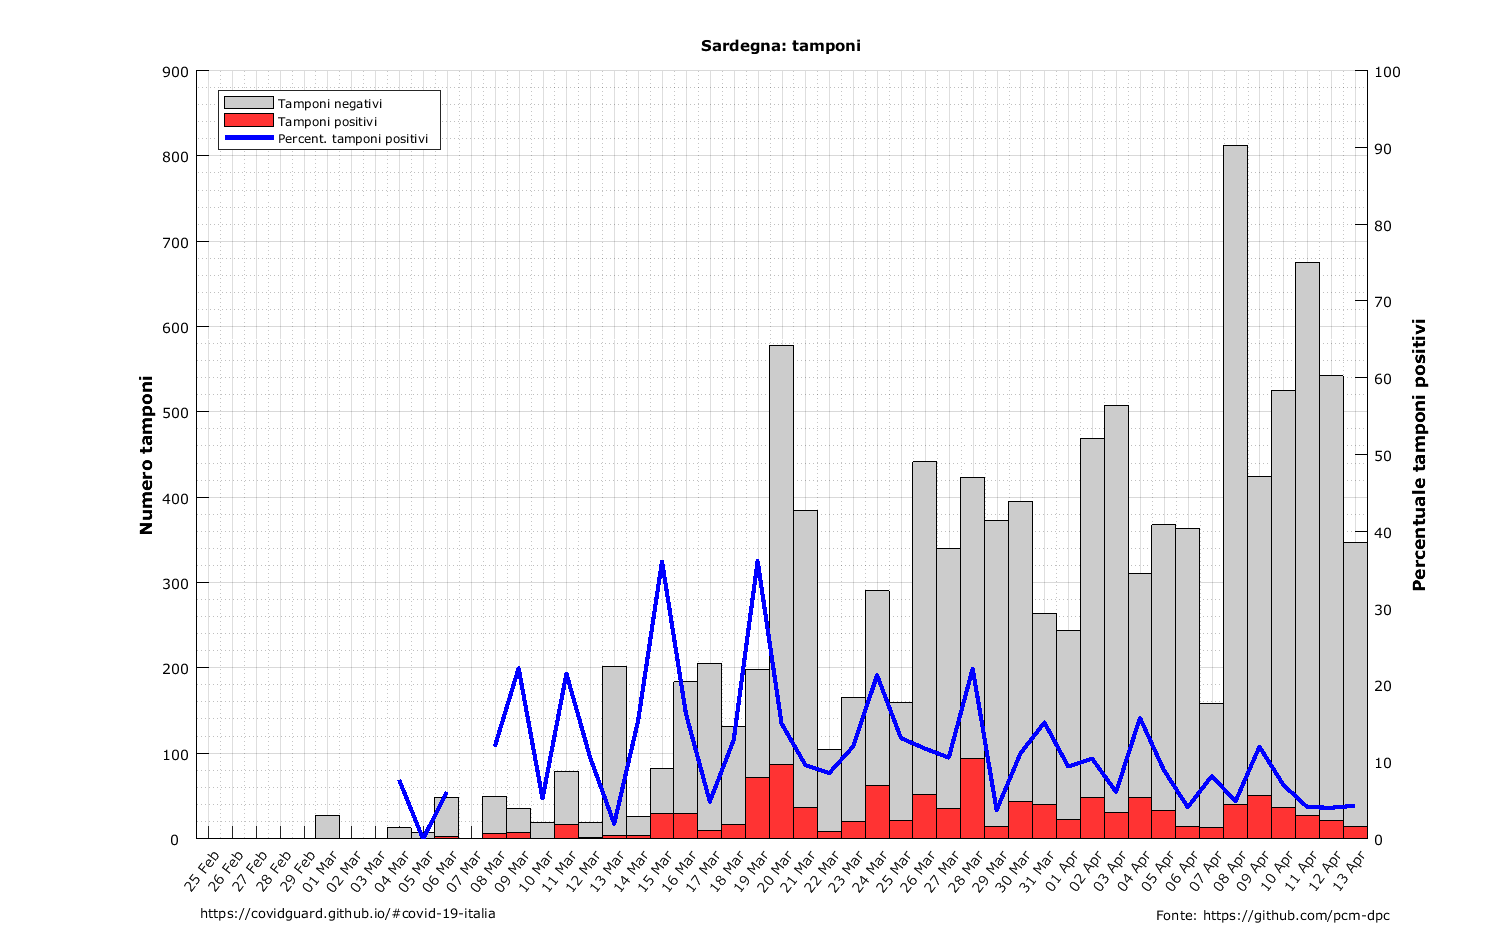 Sardegna: tamponi
Tamponi negativi
Tamponi positivi
Percent. tamponi positivi
Numero tamponi
900
800
700
600
500
400
300
200
100
0
Percentuale tamponi positivi
100
90
80
70
60
50
40
30
20
10
0
25 Feb
26 Feb
27 Feb
28 Feb
29 Feb
01 Mar
02 Mar
03 Mar
04 Mar
05 Mar
06 Mar
07 Mar
08 Mar
09 Mar
10 Mar
11 Mar
12 Mar
13 Mar
14 Mar
15 Mar
16 Mar
17 Mar
18 Mar
19 Mar
20 Mar
21 Mar
22 Mar
23 Mar
24 Mar
25 Mar
26 Mar
27 Mar
28 Mar
29 Mar
30 Mar
31 Mar
01 Apr
02 Apr
03 Apr
04 Apr
05 Apr
06 Apr
07 Apr
08 Apr
09 Apr
10 Apr
11 Apr
12 Apr
13 Apr
https://covidguard.github.io/#covid-19-italia
Fonte: https://github.com/pcm-dpc